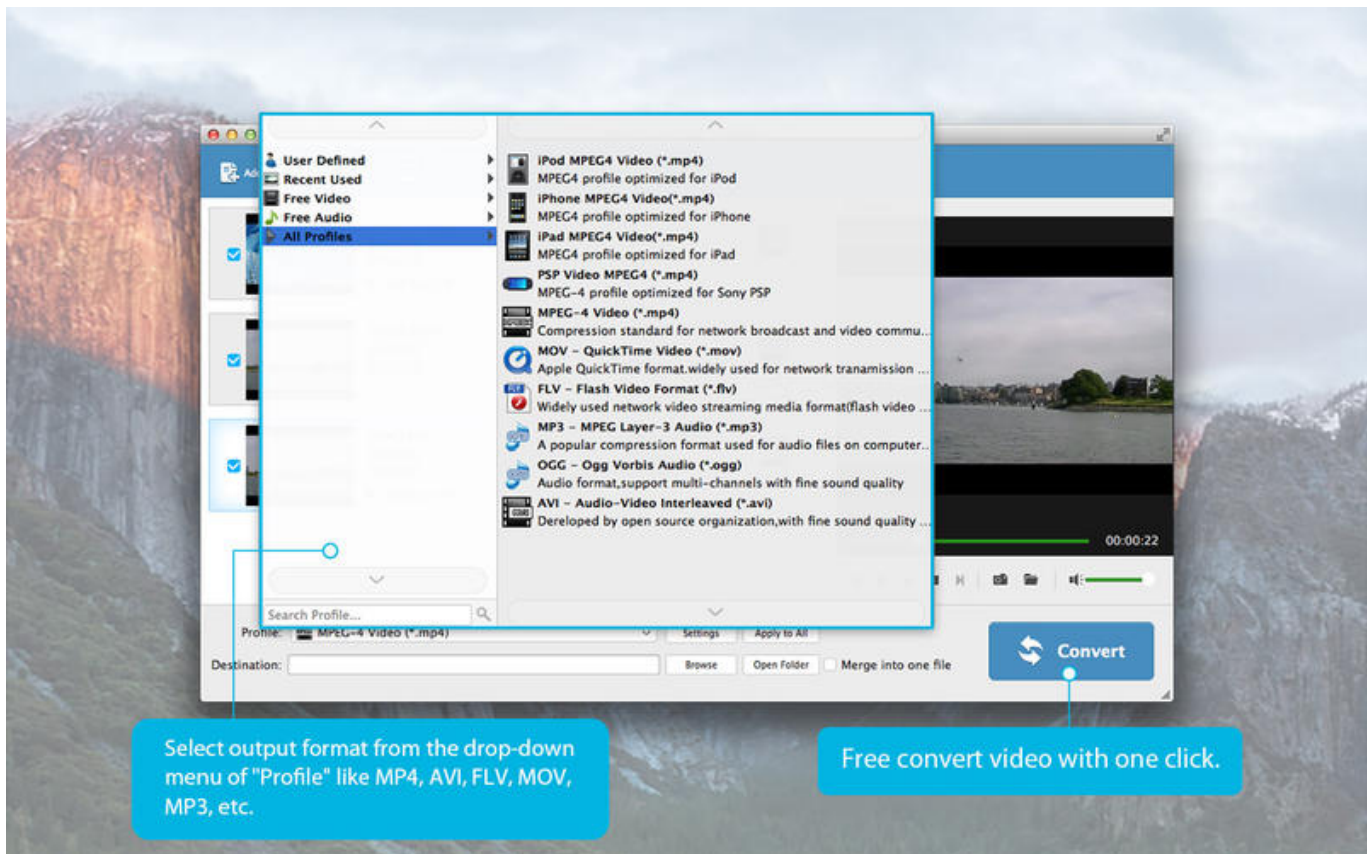 Ad
User Defined
Recent Used
Free Video
Free Audio
All Profiles
Search Profile...
iPod MPEG4 Video (*.mp4)
MPEG4 profile optimized for iPod
iPhone MPEG4 Video(*.mp4)
MPEG4 profile optimized for iPhone
iPad MPEG4 Video(*.mp4)
MPEG4 profile optimized for iPad
PSP Video MPEG4 (*.mp4)
MPEG-4 profile optimized for Sony PSP
MPEG-4 Video (*.mp4)
Compression standard for network broadcast and video commu...
MOV - QuickTime Video (*.mov)
Apple QuickTime format.widely used for network tranamission ...
FLV - Flash Video Format (*.flv)
Widely used network video streaming media format(flash video ...
MP3 - MPEG Layer-3 Audio (*.mp3)
A popular compression format used for audio files on computer...
OGG - Ogg Vorbis Audio (*.ogg)
Audio format,support multi-channels with fine sound quality
AVI - Audio-Video Interleaved (*.avi)
Dereloped by open source organization,with fine sound quality ...
00:00:22
Profile: MPEG-4 Video (*.mp4) Settings Apply to All
Destination: Browse Open Folder Merge into one file
Convert
Select output format from the drop-down
menu of "Profile" like MP4, AVI, FLV, MOV,
MP3, etc.
Free convert video with one click.